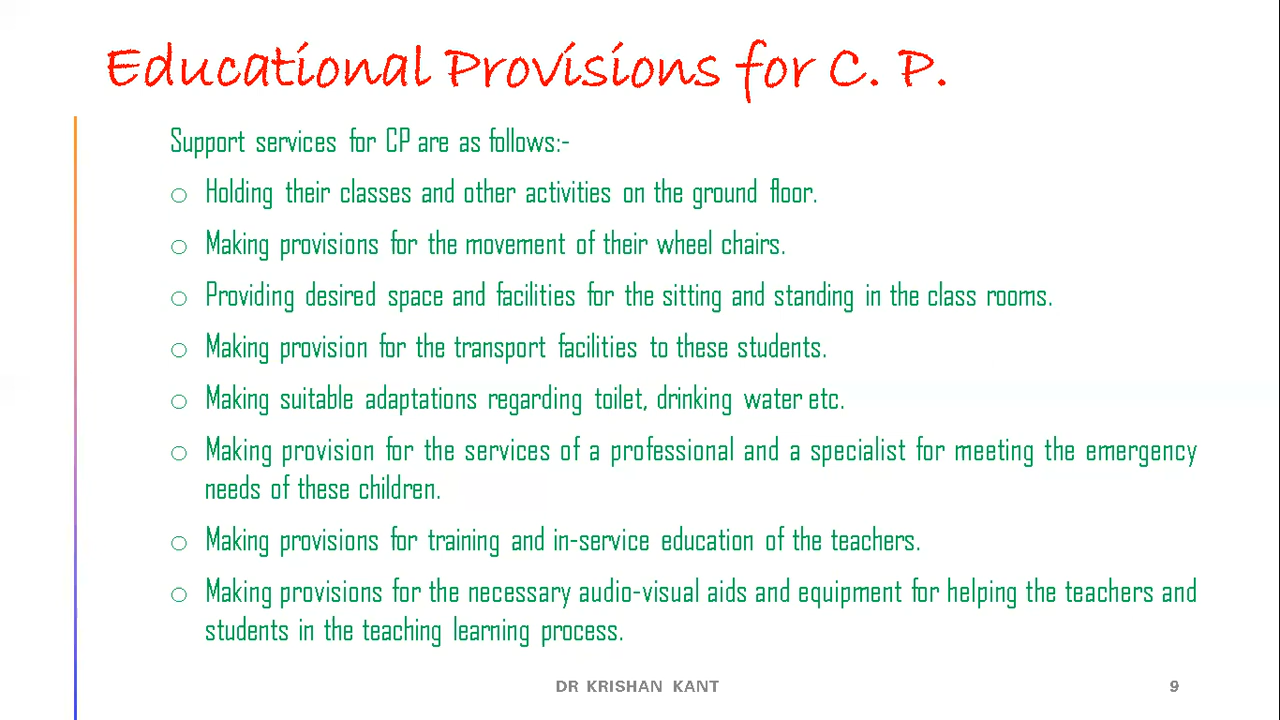 Educational Provisions for C. P.
Support services for CP are as follows:-
o Holding their classes and other activities on the ground floor.
o Making provisions for the movement of their wheel chairs.
o Providing desired space and facilities for the sitting and standing in the class rooms.
o Making provision for the transport facilities to these students.
o Making suitable adaptations regarding toilet, drinking water etc.
o Making provision for the services of a professional and a specialist for meeting the emergency
needs of these children.
o Making provisions for training and in-service education of the teachers.
o Making provisions for the necessary audio-visual aids and equipment for helping the teachers and
students in the teaching learning process.
DR KRISHAN KANT
9